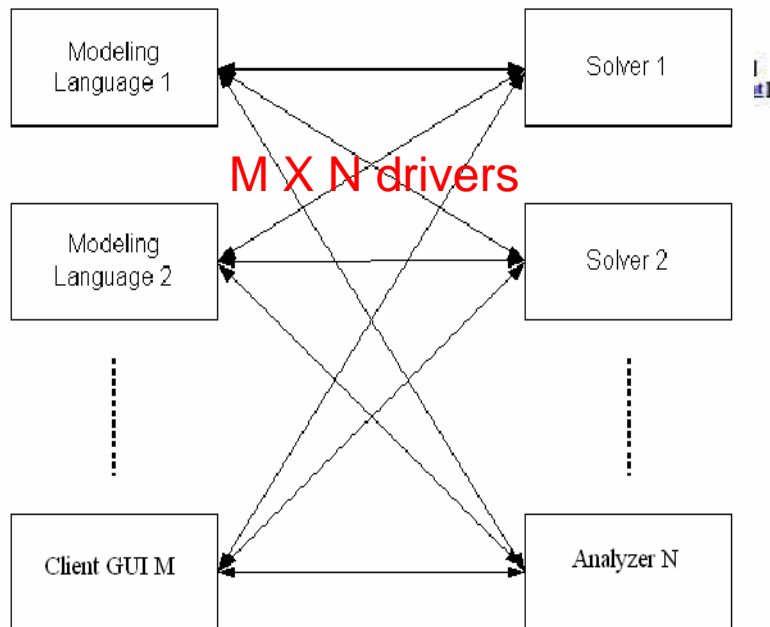 Modeling
Language 1
Solver 1
M X N drivers
Modeling
Language 2
Solver 2
Client GUI M
Analyzer N